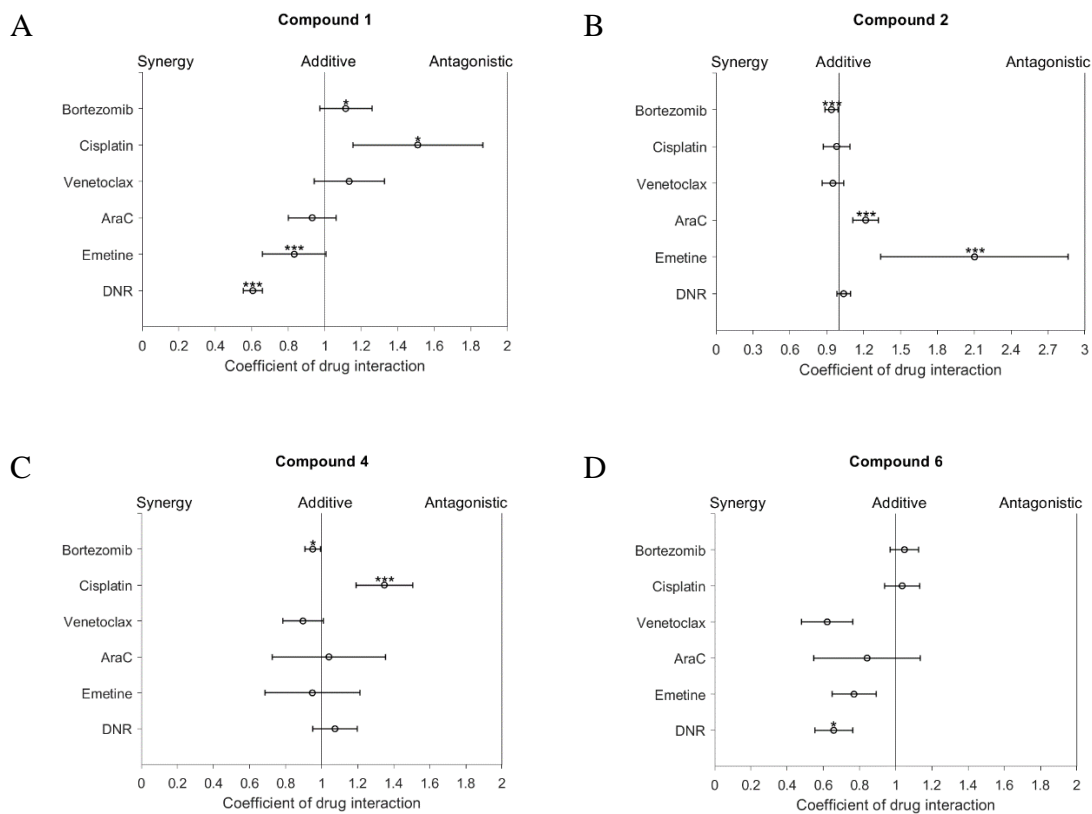 A
Compound 1
Synergy Additive Antagonistic
Bortezomib *
Cisplatin *
Venetoclax
AraC
Emetine ***
DNR ***
0 0.2 0.4 0.6 0.8 1 1.2 1.4 1.6 1.8 2
Coefficient of drug interaction
B
Compound 2
Synergy Additive Antagonistic
Bortezomib ***
Cisplatin
Venetoclax
AraC ***
Emetine ***
DNR
0 0.3 0.6 0.9 1.2 1.5 1.8 2.1 2.4 2.7 3
Coefficient of drug interaction
C
Compound 4
Synergy Additive Antagonistic
Bortezomib *
Cisplatin ***
Venetoclax
AraC
Emetine
DNR
0 0.2 0.4 0.6 0.8 1 1.2 1.4 1.6 1.8 2
Coefficient of drug interaction
D
Compound 6
Synergy Additive Antagonistic
Bortezomib
Cisplatin
Venetoclax
AraC
Emetine
DNR *
0 0.2 0.4 0.6 0.8 1 1.2 1.4 1.6 1.8 2
Coefficient of drug interaction